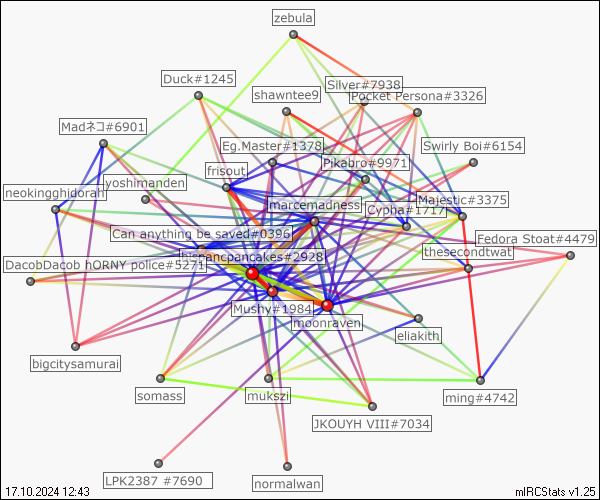 zebula
Duck#1245
Silver#7938
shawntee9
Pocket Persona#3326
Madネコ#6901
Eg.Master#1378
Swirly Boi#6154
frisout
Pikabro#9971
yoshimanden
neokingghidorah
marcemadness
Majestic#3375
Cypha#1717
Can anything be saved#0396
Fedora Stoat#4479
thesecondtwat
hispancpancakes#2928
DacobDacob hORNY police#5271
Mushy#1984
moonraven
eliakith
bigcitysamurai
somass
mukszi
ming#4742
JKOUYH VIII#7034
LPK2387 #7690
normalwan
17.10.2024 12:43
mIRCStats v1.25